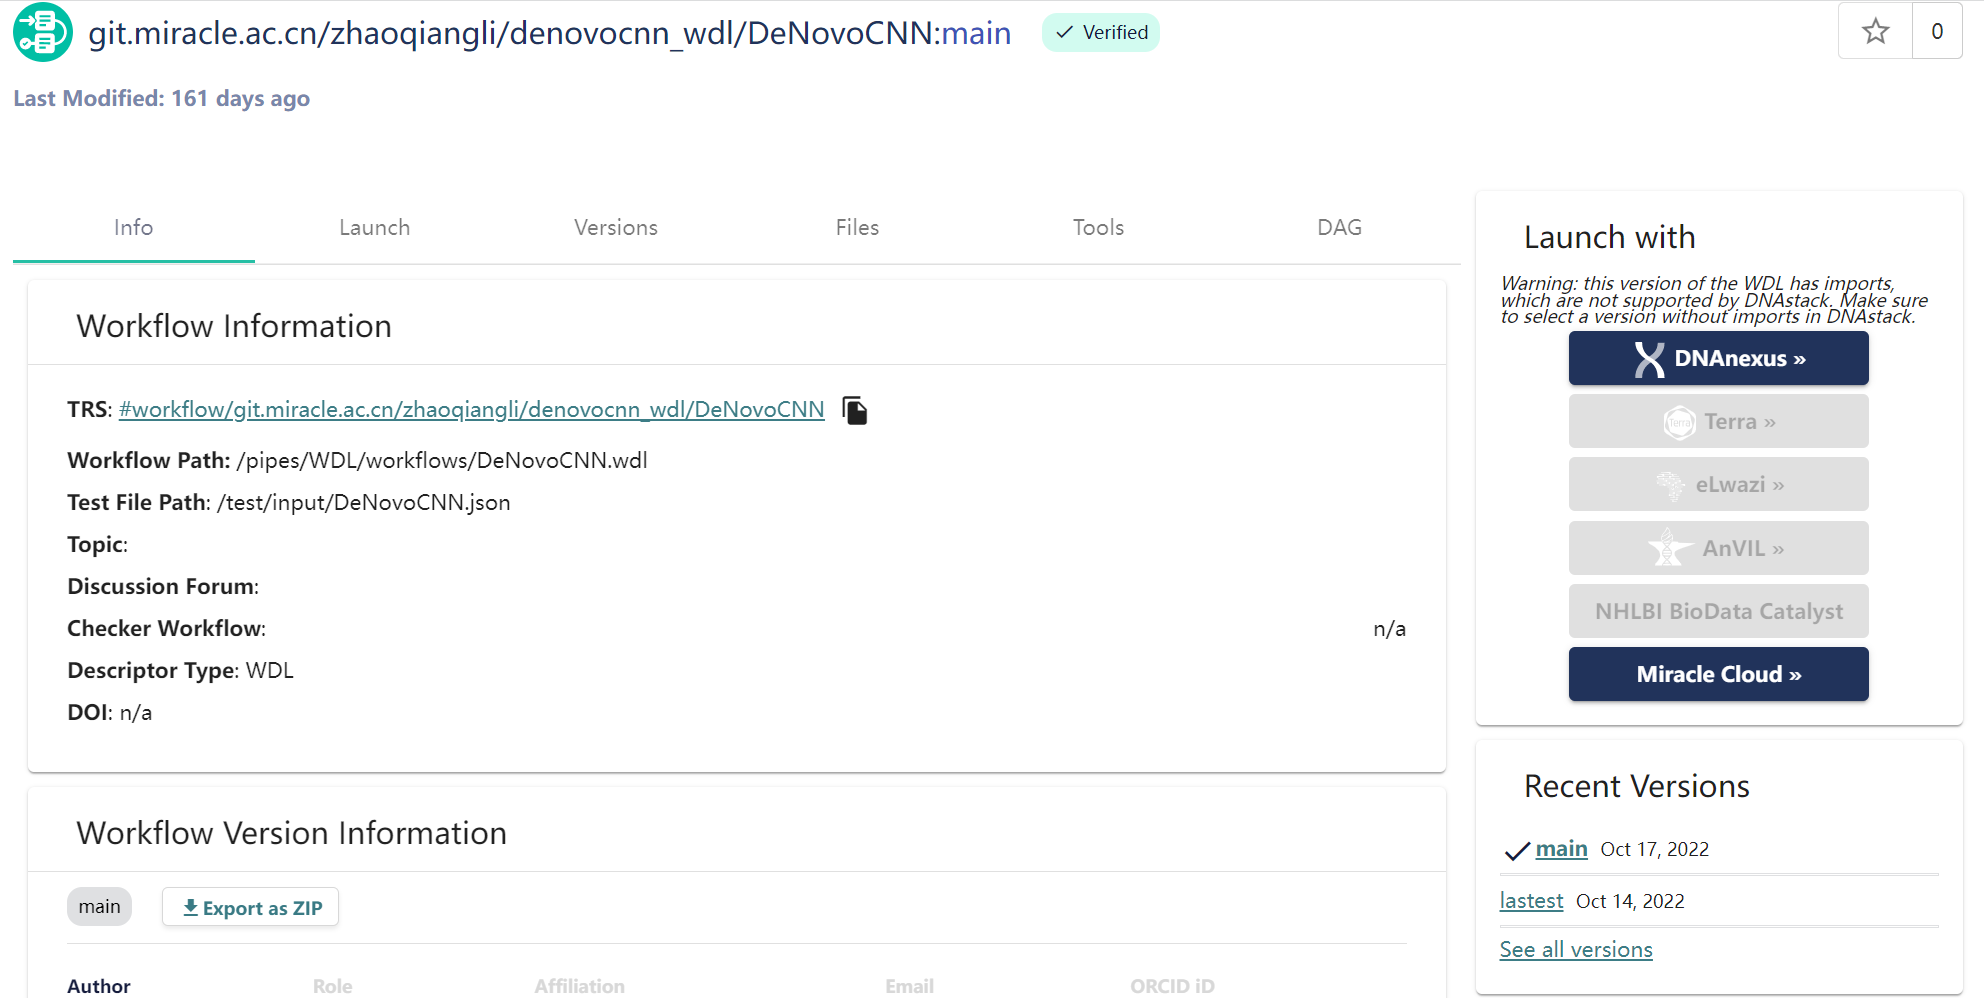 git.miracle.ac.cn/zhaoqiangli/denovocnn_wdl/DeNovoCNN:main
Verified
0
Last Modified: 161 days ago
Info
Launch
Versions
Files
Tools
DAG
Workflow Information
TRS: #workflow/git.miracle.ac.cn/zhaoqiangli/denovocnn_wdl/DeNovoCNN
Workflow Path: /pipes/WDL/workflows/DeNovoCNN.wdl
Test File Path: /test/input/DeNovoCNN.json
Topic:
Discussion Forum:
Checker Workflow: n/a
Descriptor Type: WDL
DOI: n/a
Workflow Version Information
main
Export as ZIP
Author Role Affiliation Email ORCID iD
Launch with
Warning: this version of the WDL has imports,
which are not supported by DNAstack. Make sure
to select a version without imports in DNAstack.
DNAnexus »
Terra Terra »
eLwazi »
AnVIL »
NHLBI BioData Catalyst
Miracle Cloud »
Recent Versions
main Oct 17, 2022
lastest Oct 14, 2022
See all versions